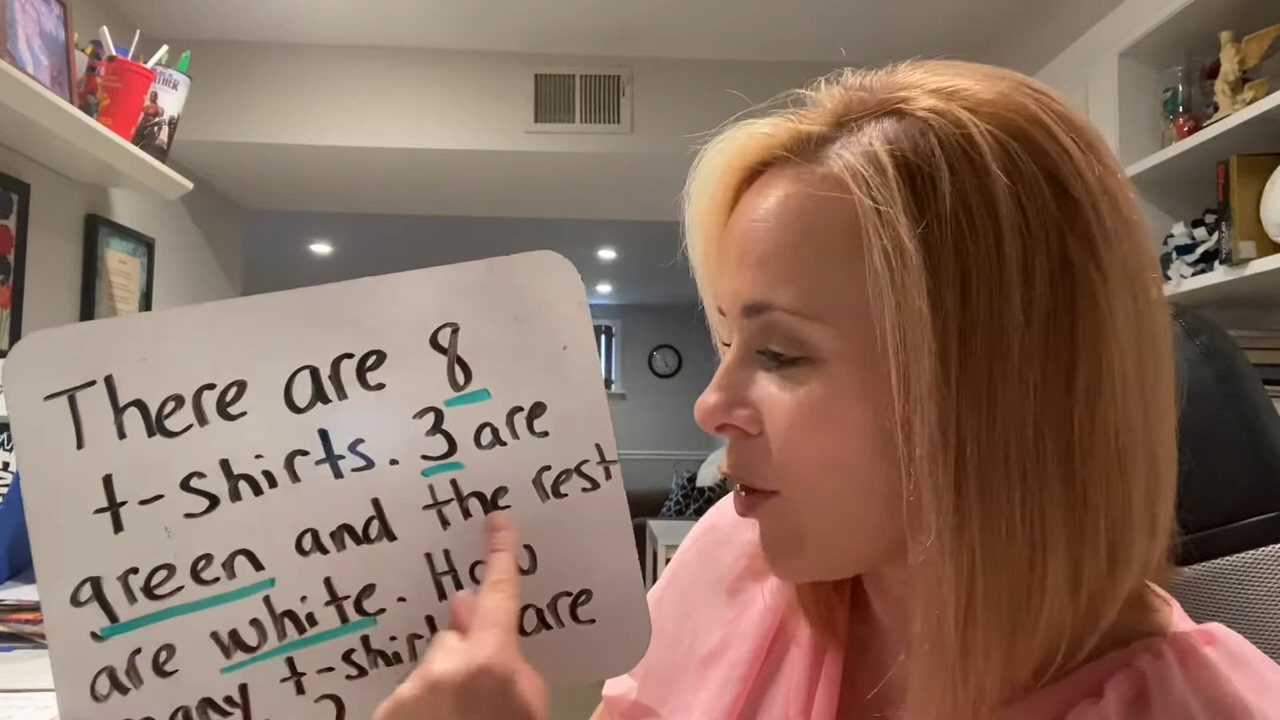 There are 8
t-shirts. 3 are
green and the rest
are white. How
many t-shirts are
?